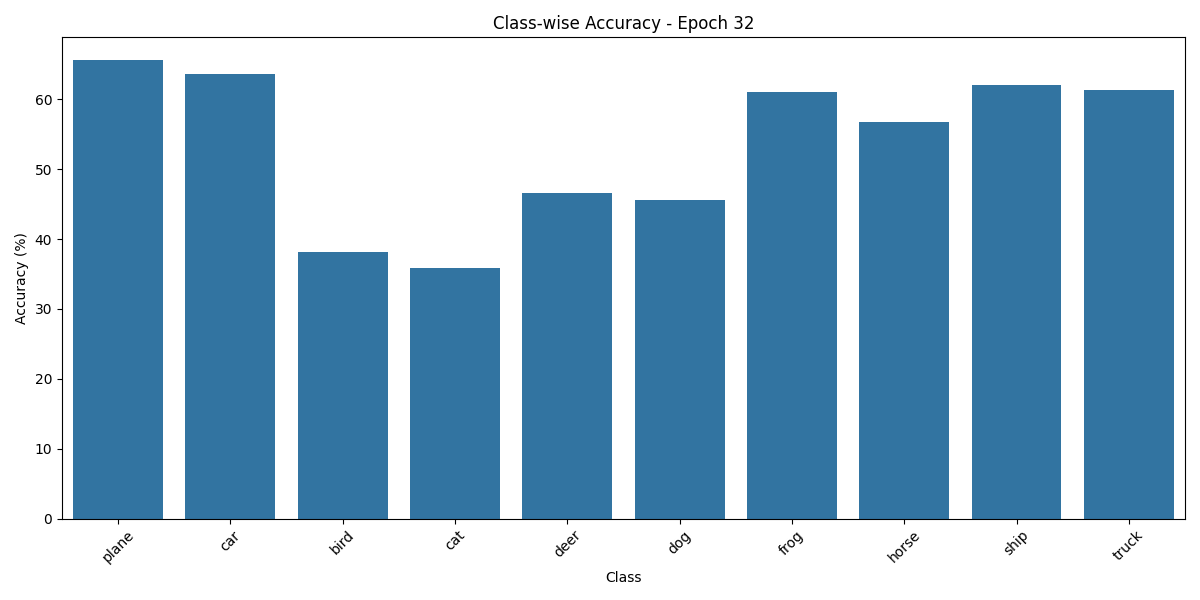 Class-wise Accuracy - Epoch 32
Accuracy (%)
60
50
40
30
20
10
0
plane
car
bird
cat
deer
dog
frog
horse
ship
truck
Class